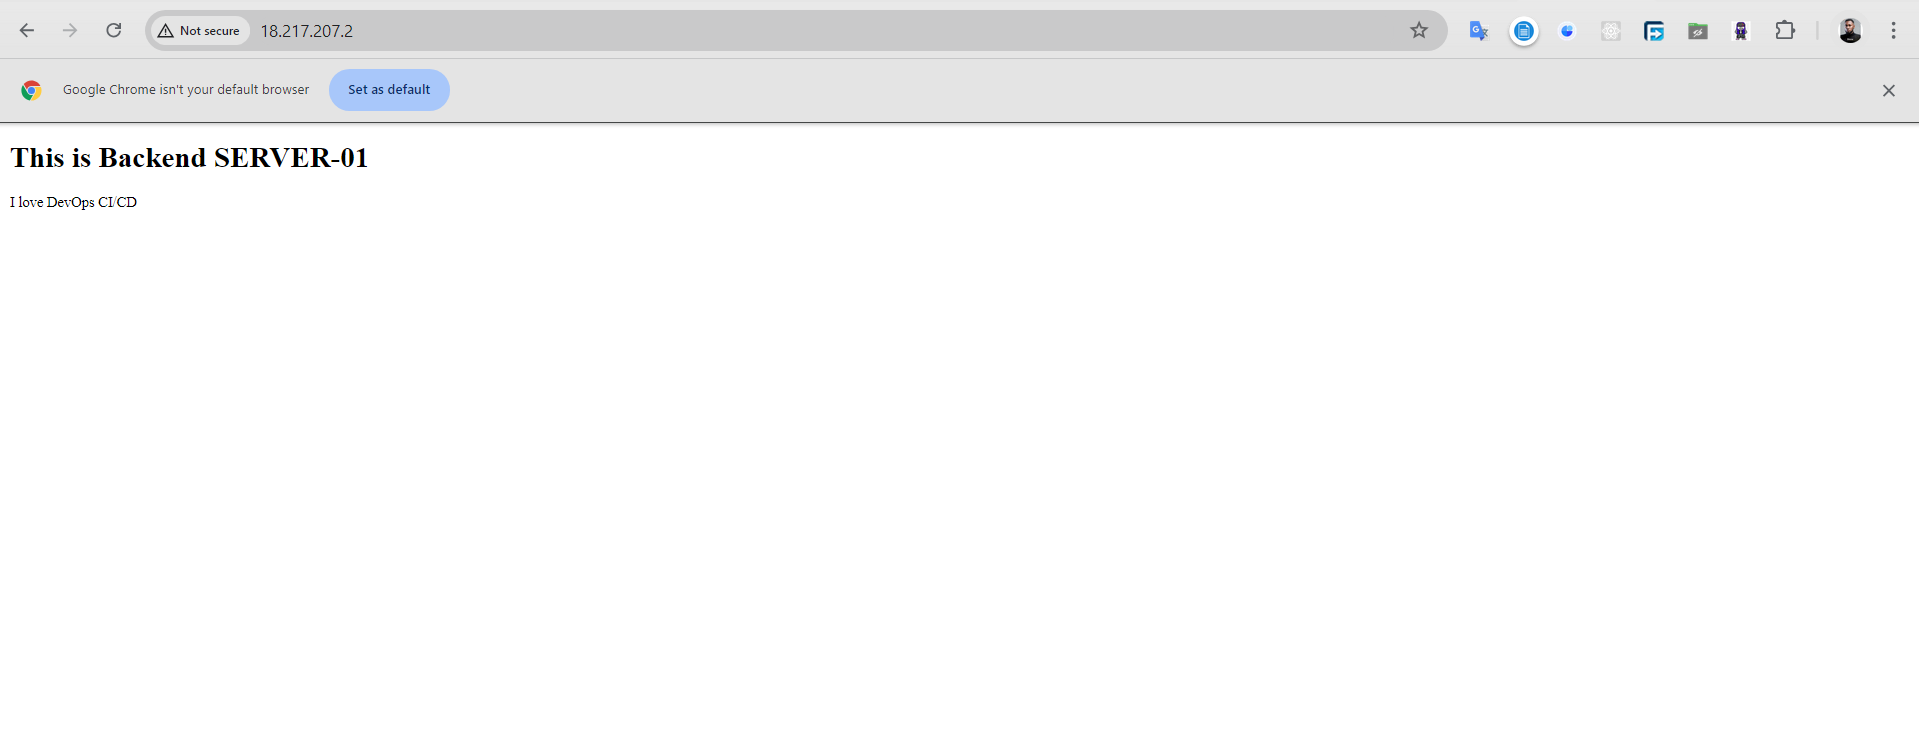 Not secure
18.217.207.2
Google Chrome isn't your default browser
Set as default
This is Backend SERVER-01
I love DevOps CI/CD